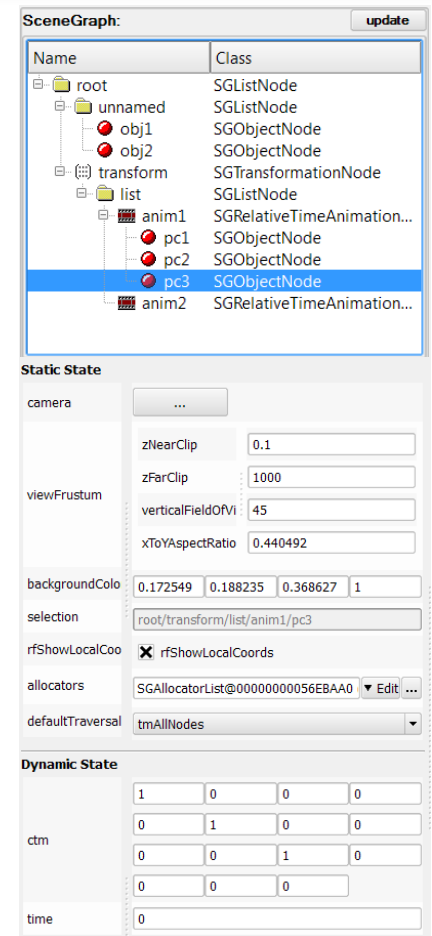 SceneGraph: update
Name Class
root SGListNode
unnamed SGListNode
obj1 SGObjectNode
obj2 SGObjectNode
transform SGTransformationNode
list SGListNode
anim1 SGRelativeTimeAnimation...
pc1 SGObjectNode
pc2 SGObjectNode
pc3 SGObjectNode
anim2 SGRelativeTimeAnimation...
Static State
camera ...
viewFrustum
zNearClip 0.1
zFarClip 1000
verticalFieldOfVi 45
xToYAspectRatio 0.440492
backgroundColo 0.172549 0.188235 0.368627 1
selection root/transform/list/anim1/pc3
rfShowLocalCoo rfShowLocalCoords
allocators SGAllocatorList@00000000056EBAA0 Edit ...
defaultTraversal tmAllNodes
Dynamic State
ctm
1 0 0 0
0 1 0 0
0 0 1 0
0 0 0
time 0